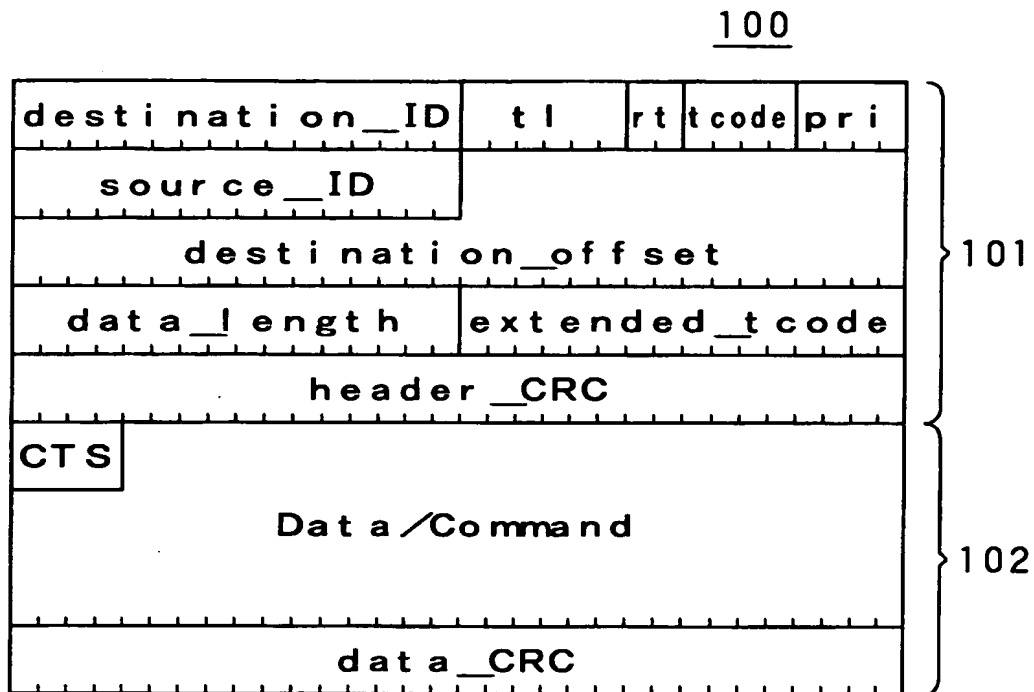 100
destination_ID tl rt tcode pri
source_ID
destination_offset
101
data_length extended_tcode
header_CRC
CTS
Data/Command
102
data_CRC